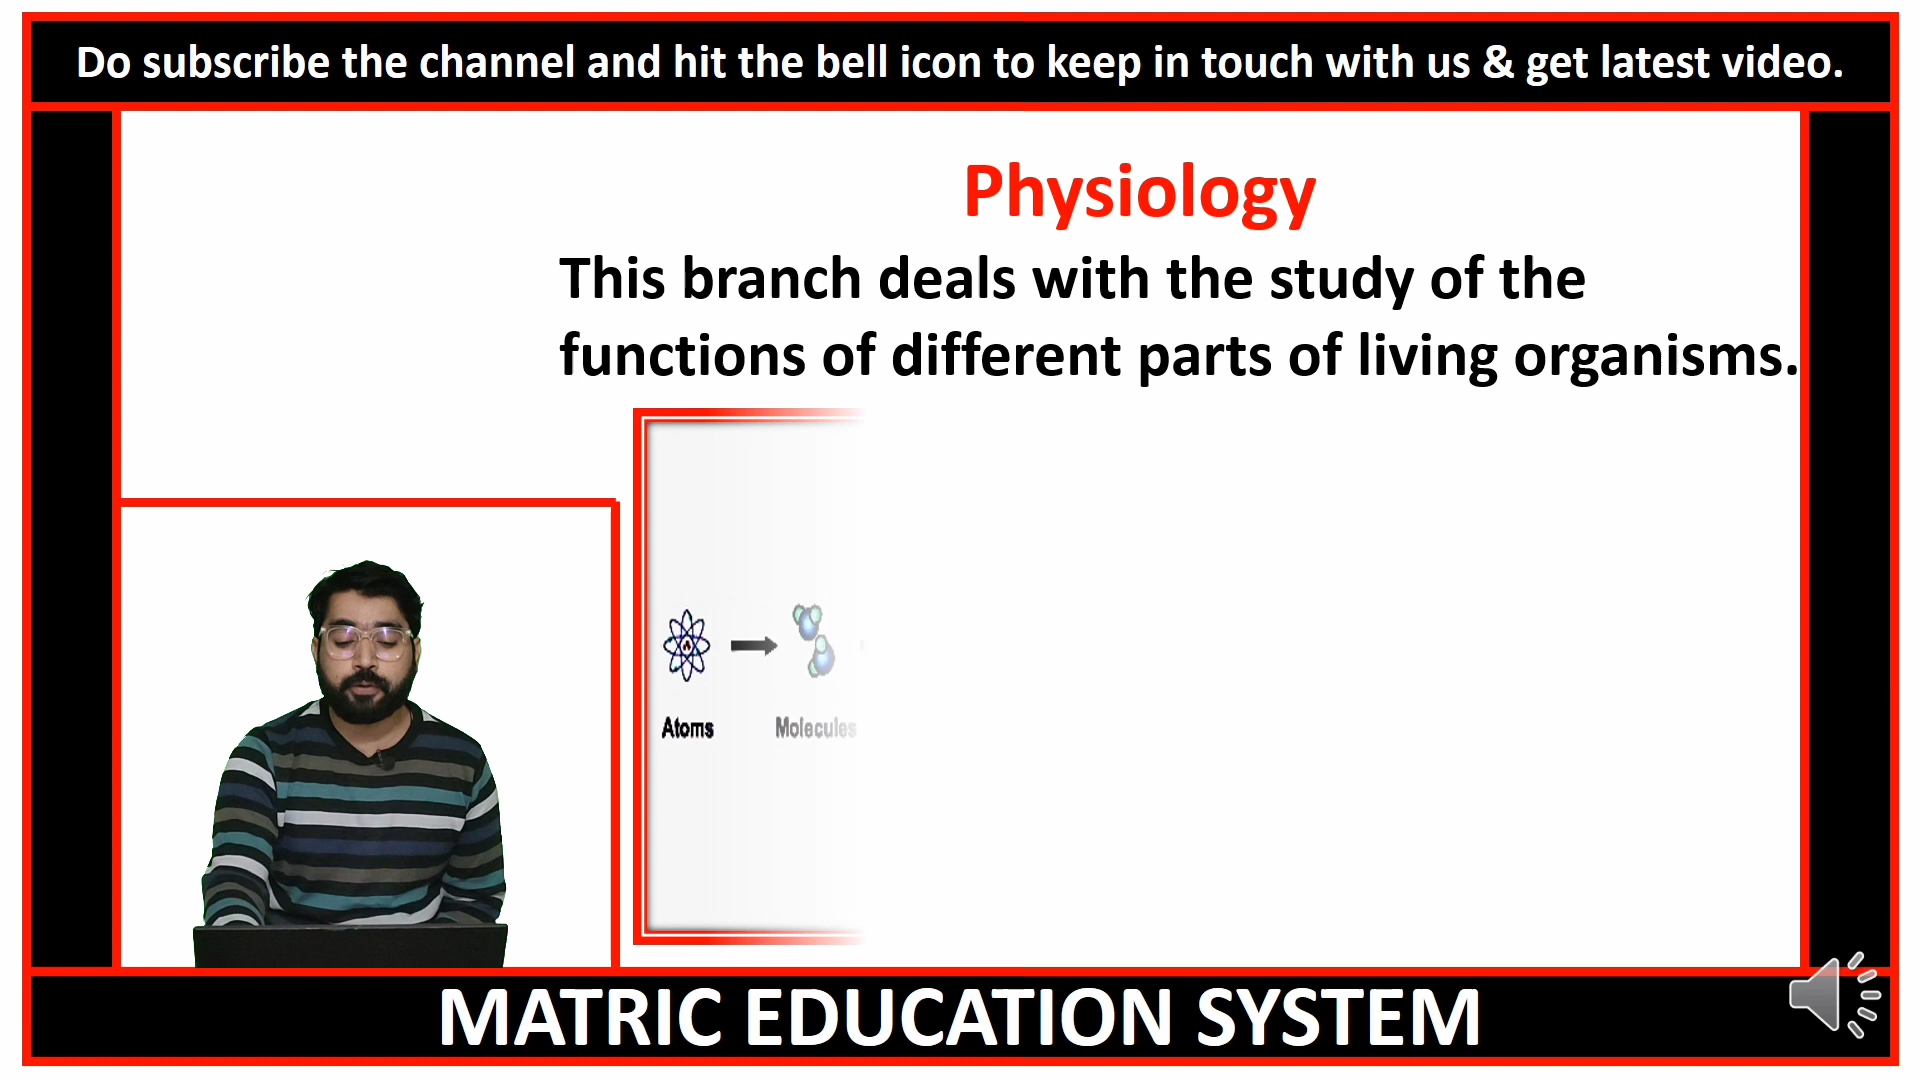 Do subscribe the channel and hit the bell icon to keep in touch with us & get latest video.
Physiology
This branch deals with the study of the
functions of different parts of living organisms.
Atoms
Molecules
MATRIC EDUCATION SYSTEM